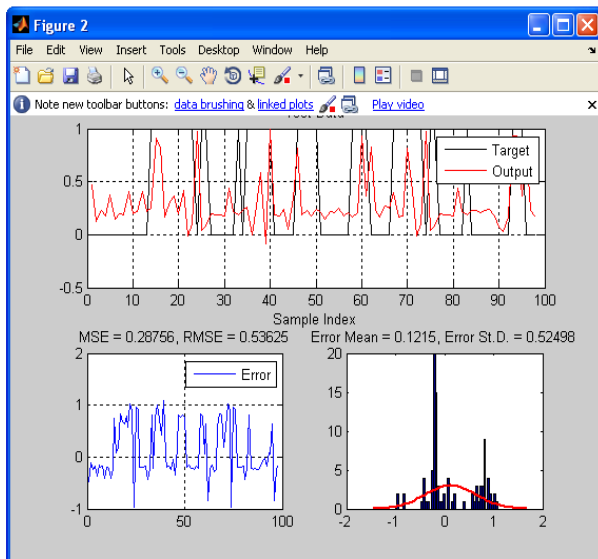 Figure 2
File Edit View Insert Tools Desktop Window Help
Note new toolbar buttons: data brushing & linked plots Play video
Test Data
1
0.5
0
-0.5
Target
Output
0 10 20 30 40 50 60 70 80 90 100
Sample Index
MSE = 0.28756, RMSE = 0.53625
2
1
0
-1
Error
0 50 100
Error Mean = 0.1215, Error St.D. = 0.52498
20
15
10
5
0
-2 -1 0 1 2